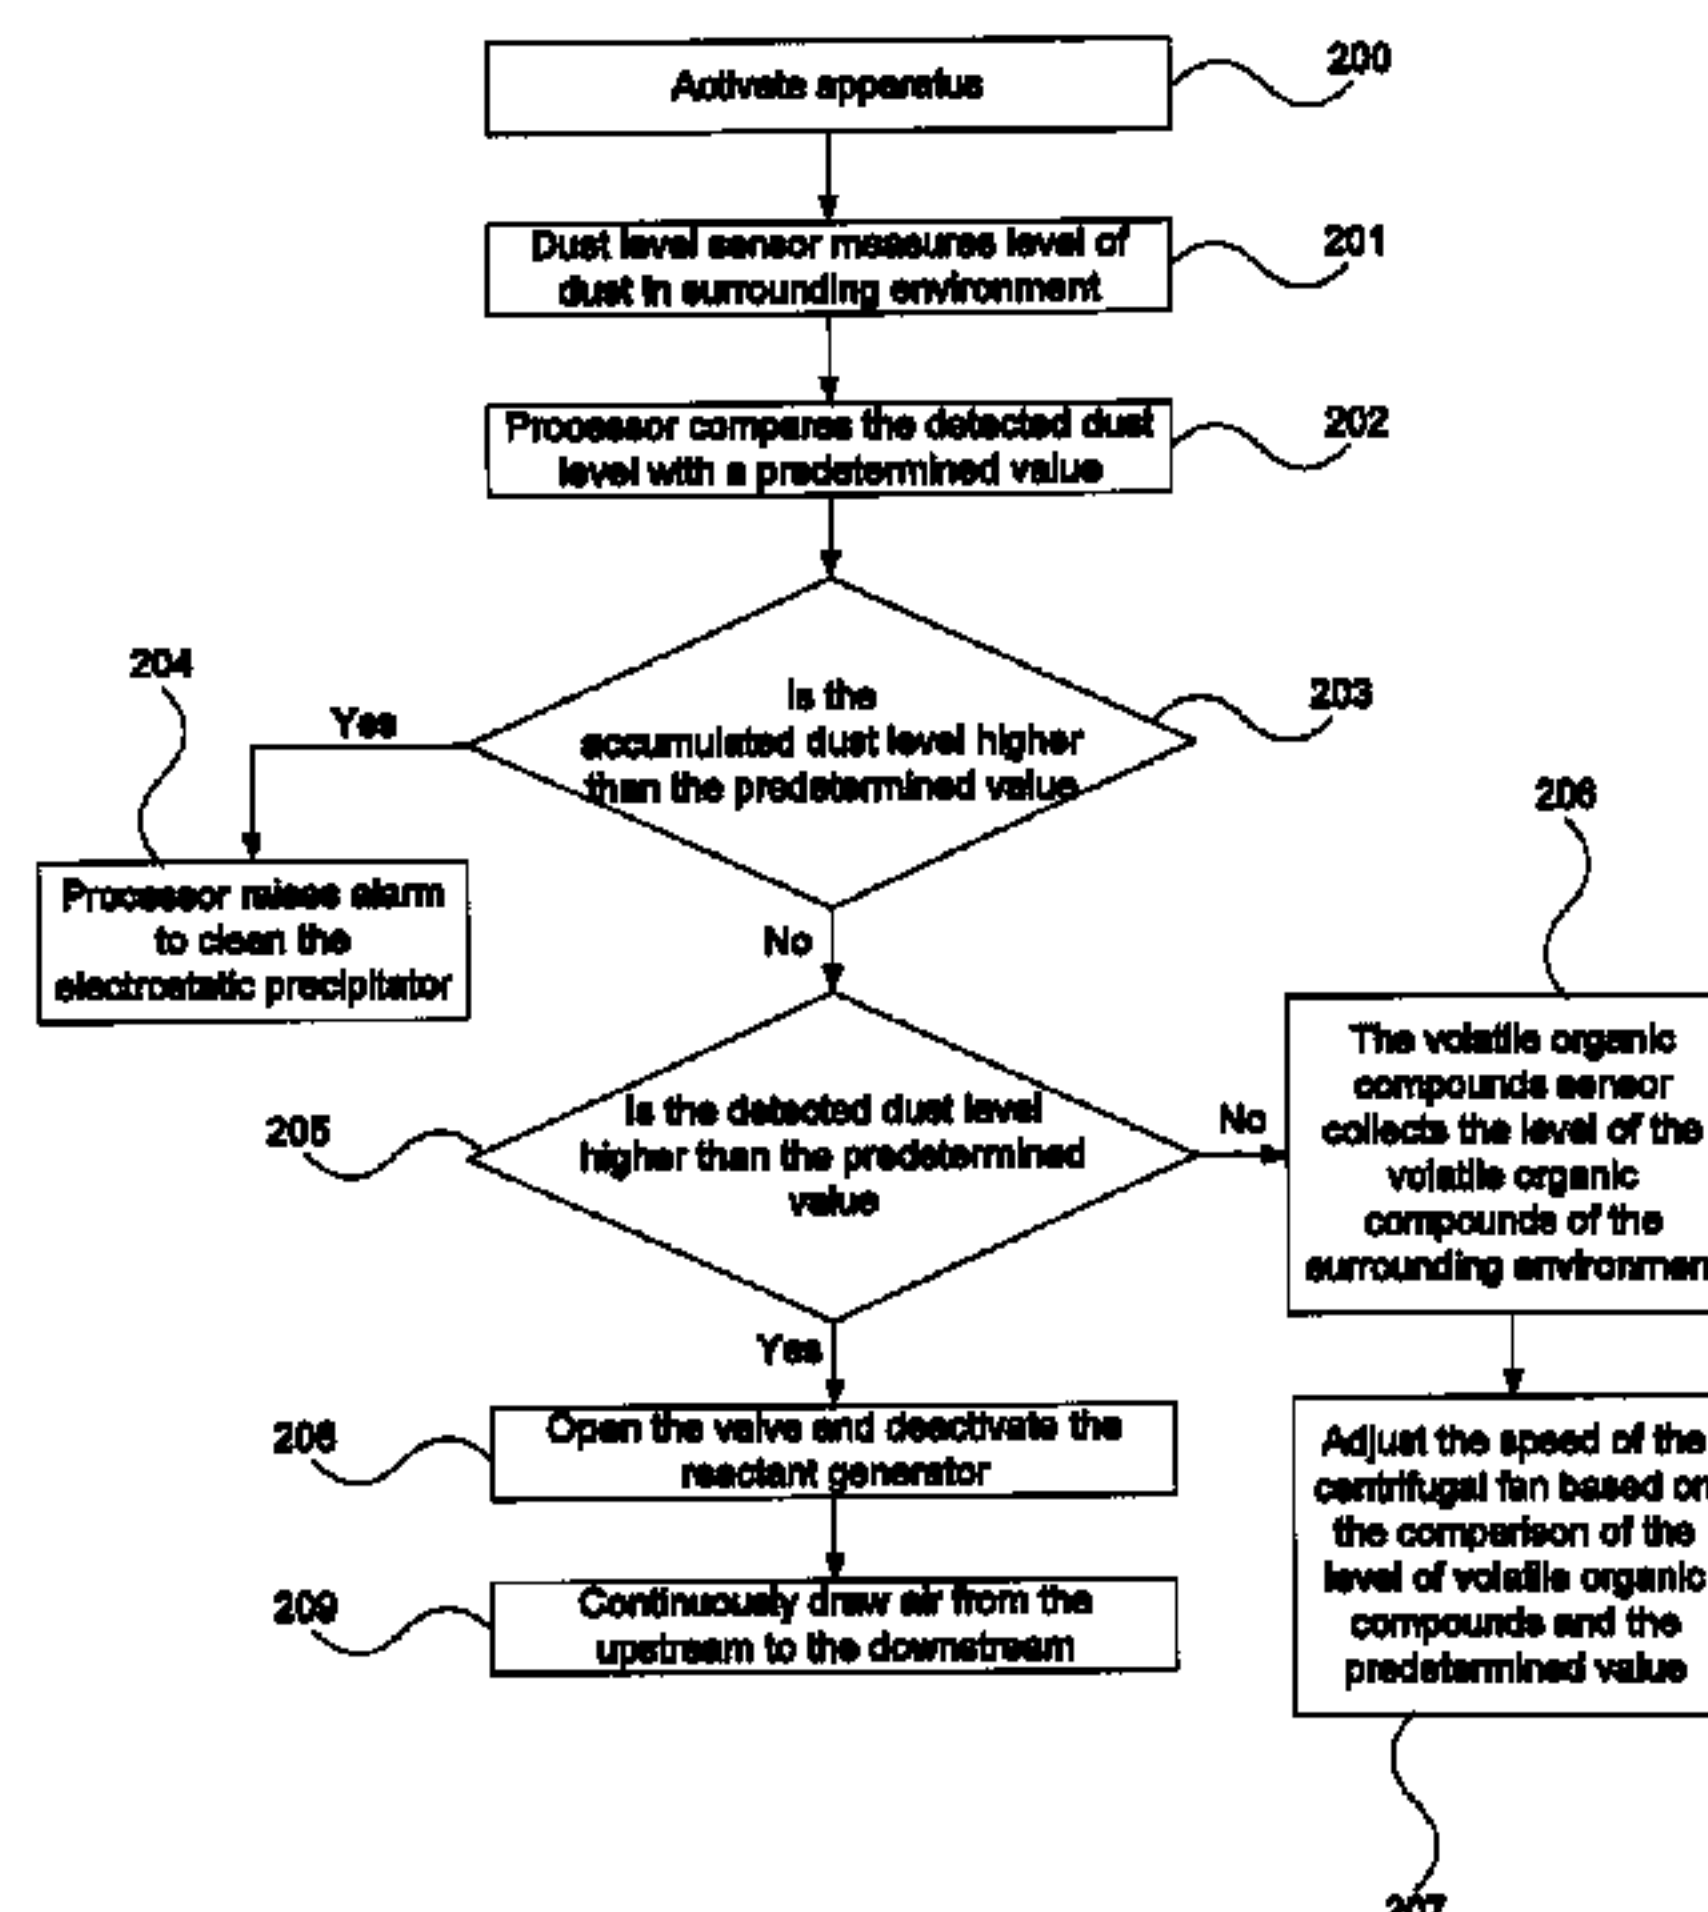 Activate apparatus
200
Dust level sensor measures level of
dust in surrounding environment
201
Processor compares the detected dust
level with a predetermined value
202
Is the
accumulated dust level higher
than the predetermined value
203
Yes
204
Processor raises alarm
to clean the
electrostatic precipitator
No
Is the detected dust level
higher than the predetermined
value
205
No
206
The volatile organic
compounds sensor
collects the level of the
volatile organic
compounds of the
surrounding environment
Yes
Open the valve and deactivate the
reactant generator
208
Continuously draw air from the
upstream to the downstream
209
Adjust the speed of the
centrifugal fan based on
the comparison of the
level of volatile organic
compounds and the
predetermined value
207